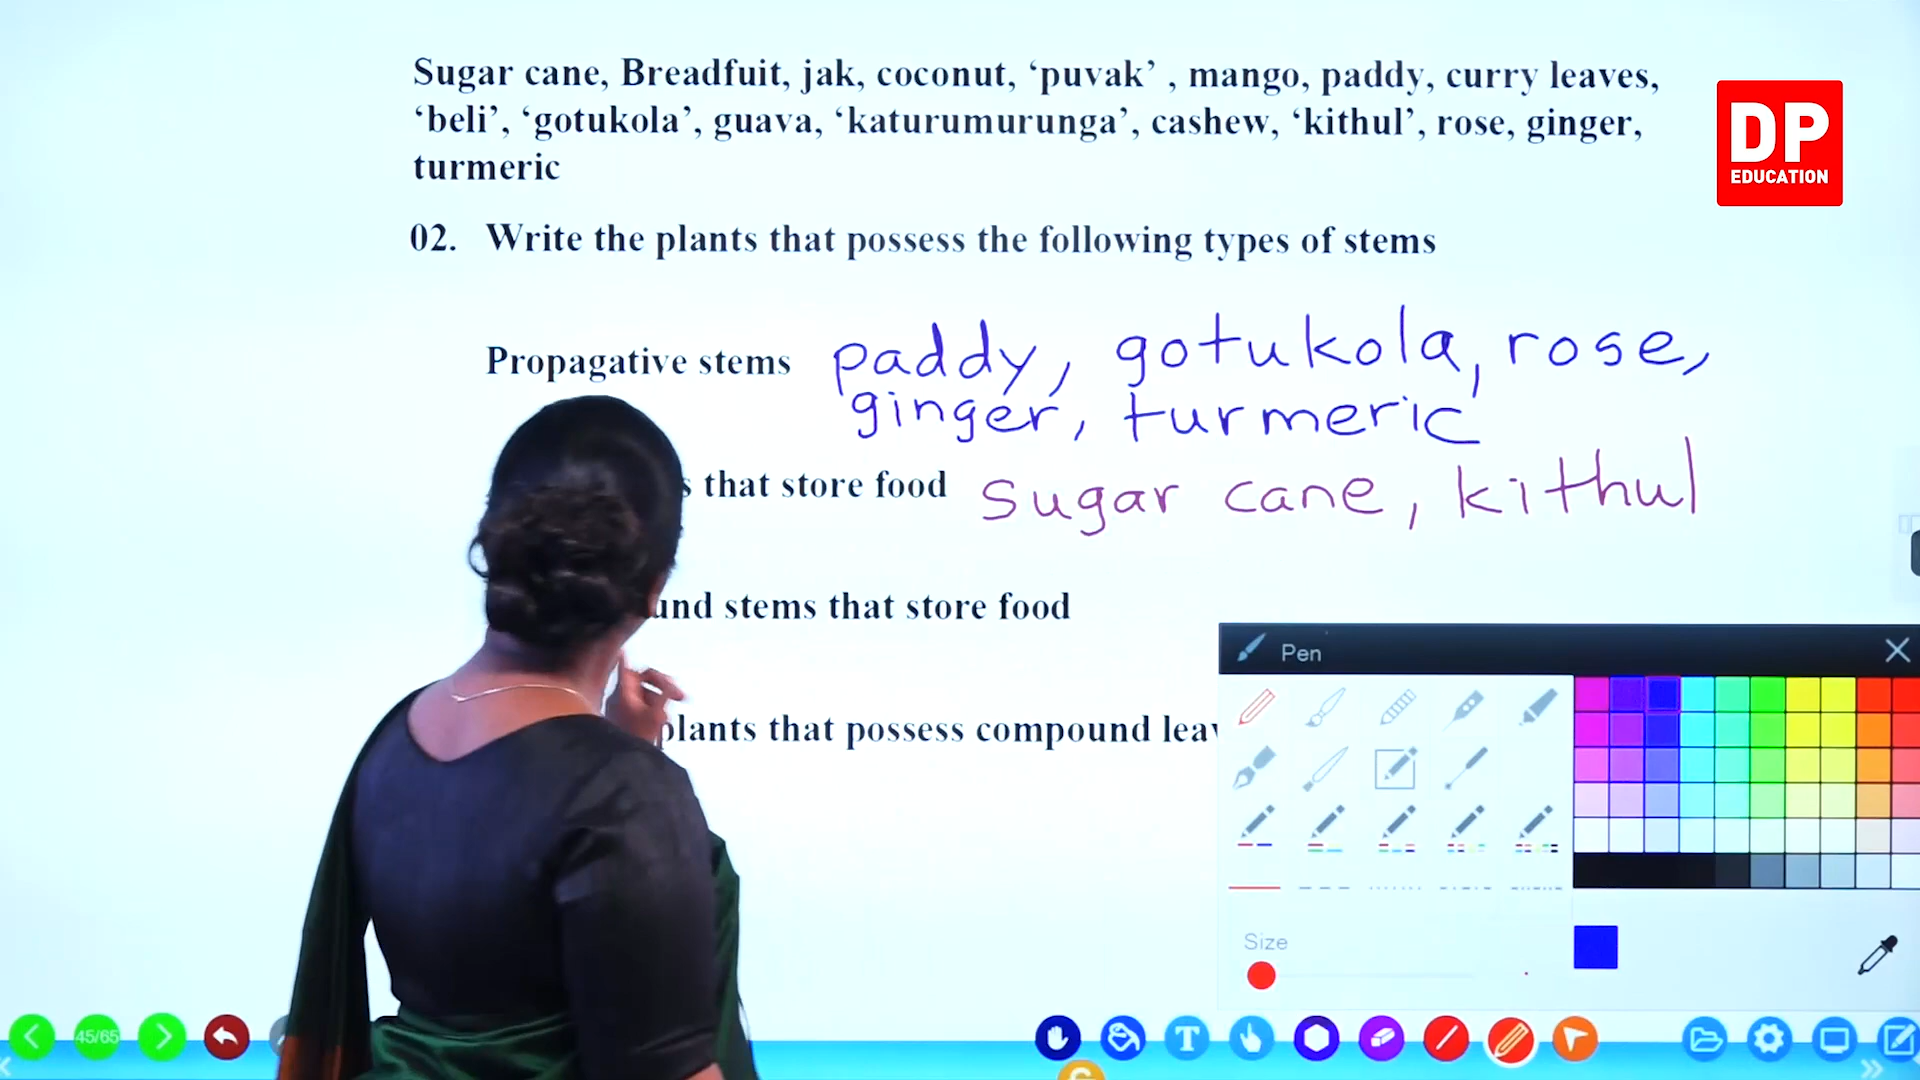 Sugar cane, Breadfuit, jak, coconut, ‘puvak’ , mango, paddy, curry leaves,
‘beli’, ‘gotukola’, guava, ‘katurumurunga’, cashew, ‘kithul’, rose, ginger,
turmeric
DP
EDUCATION
02. Write the plants that possess the following types of stems
Propagative stems paddy, gotukola, rose,
ginger, turmeric
that store food sugar cane, kithul
stems that store food
plants that possess compound
Pen
Size
45/65